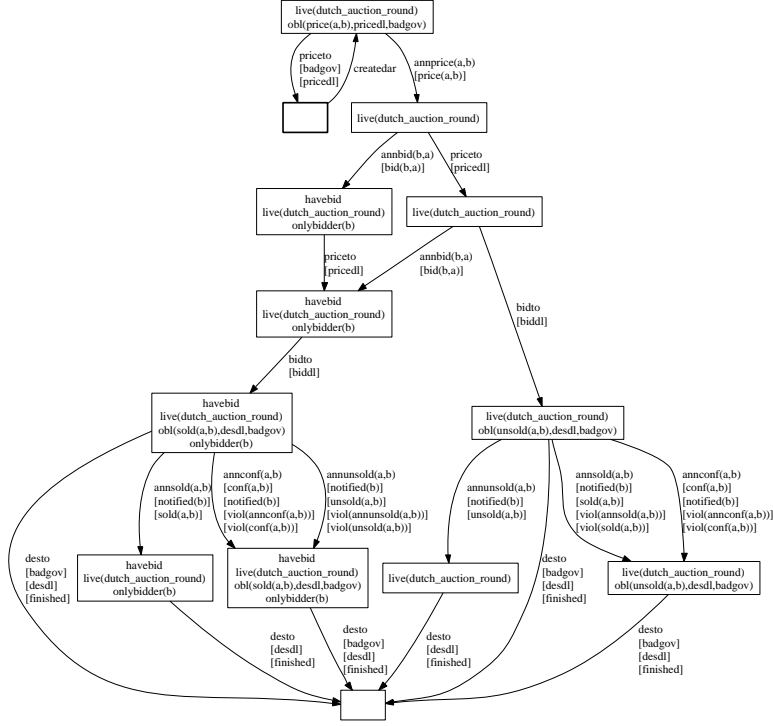 live(dutch_auction_round)
obl(price(a,b),pricedl,badgov)
priceto
[badgov]
[pricedl]
createdar
annprice(a,b)
[price(a,b)]
live(dutch_auction_round)
annbid(b,a)
[bid(b,a)]
priceto
[pricedl]
havebid
live(dutch_auction_round)
onlybidder(b)
live(dutch_auction_round)
priceto
[pricedl]
annbid(b,a)
[bid(b,a)]
havebid
live(dutch_auction_round)
onlybidder(b)
bidto
[biddl]
bidto
[biddl]
havebid
live(dutch_auction_round)
obl(sold(a,b),desdl,badgov)
onlybidder(b)
live(dutch_auction_round)
obl(unsold(a,b),desdl,badgov)
annsold(a,b)
[notified(b)]
[sold(a,b)]
annconf(a,b)
[conf(a,b)]
[notified(b)]
[viol(annconf(a,b))]
[viol(conf(a,b))]
annunsold(a,b)
[notified(b)]
[unsold(a,b)]
[viol(annunsold(a,b))]
[viol(unsold(a,b))]
annunsold(a,b)
[notified(b)]
[unsold(a,b)]
annsold(a,b)
[notified(b)]
[sold(a,b)]
[viol(annsold(a,b))]
[viol(sold(a,b))]
annconf(a,b)
[conf(a,b)]
[notified(b)]
[viol(annconf(a,b))]
[viol(conf(a,b))]
desto
[badgov]
[desdl]
[finished]
havebid
live(dutch_auction_round)
onlybidder(b)
havebid
live(dutch_auction_round)
obl(sold(a,b),desdl,badgov)
onlybidder(b)
live(dutch_auction_round)
desto
[badgov]
[desdl]
[finished]
live(dutch_auction_round)
obl(unsold(a,b),desdl,badgov)
desto
[desdl]
[finished]
desto
[badgov]
[desdl]
[finished]
desto
[desdl]
[finished]
desto
[badgov]
[desdl]
[finished]